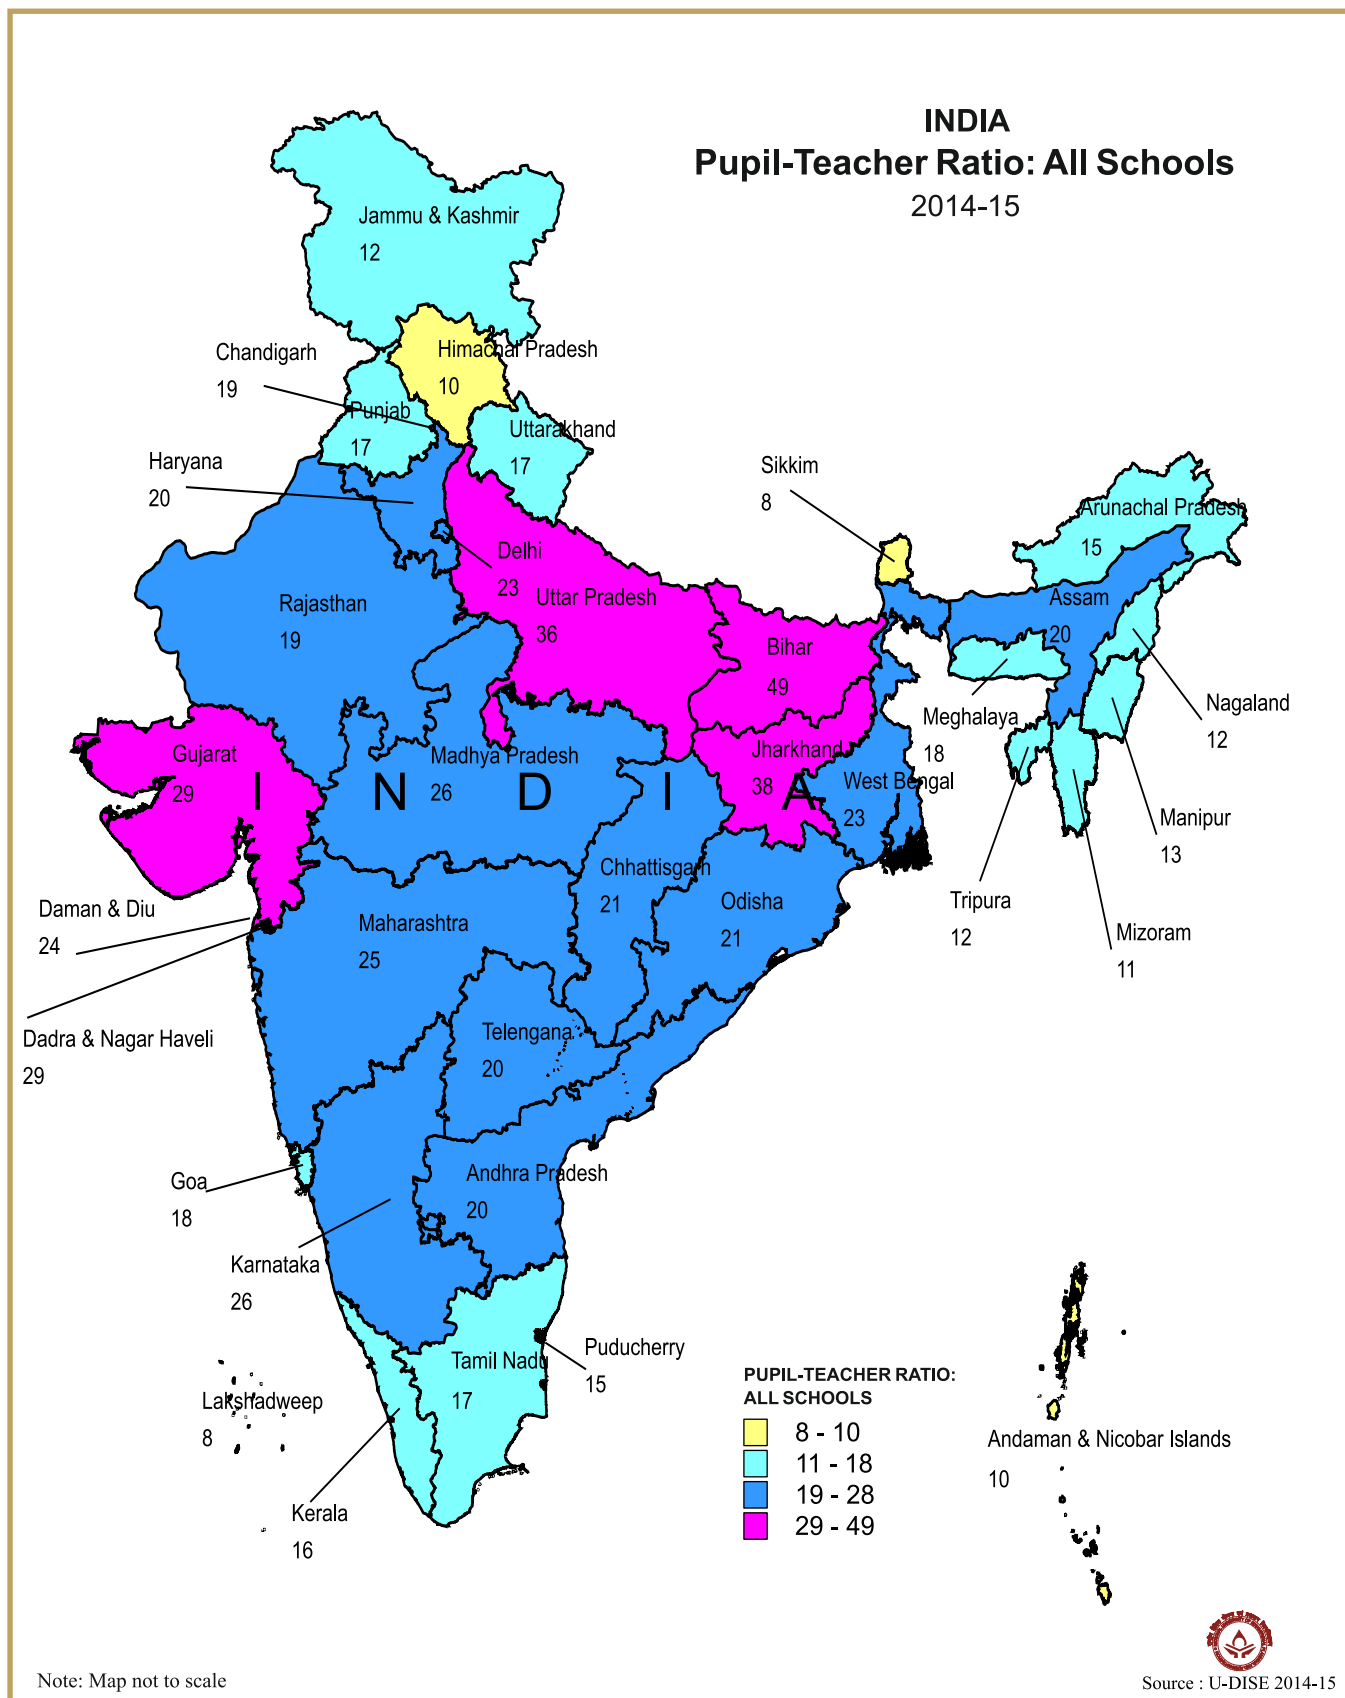 INDIA
Pupil-Teacher Ratio: All Schools
2014-15
Jammu & Kashmir
12
Chandigarh
19
Himachal Pradesh
10
Punjab
17
Uttarakhand
17
Haryana
20
Sikkim
8
Arunachal Pradesh
15
Delhi
23
Rajasthan
19
Uttar Pradesh
36
Assam
20
Bihar
49
Nagaland
12
Meghalaya
18
Gujarat
29
Madhya Pradesh
26
Jharkhand
38
West Bengal
23
I N D I A
Manipur
13
Chhattisgarh
21
Odisha
21
Tripura
12
Mizoram
11
Daman & Diu
24
Maharashtra
25
Dadra & Nagar Haveli
29
Telengana
20
Goa
18
Andhra Pradesh
20
Karnataka
26
Puducherry
15
Tamil Nadu
17
Lakshadweep
8
Kerala
16
PUPIL-TEACHER RATIO:
ALL SCHOOLS
8 - 10
11 - 18
19 - 28
29 - 49
Andaman & Nicobar Islands
10
Note: Map not to scale
Source : U-DISE 2014-15